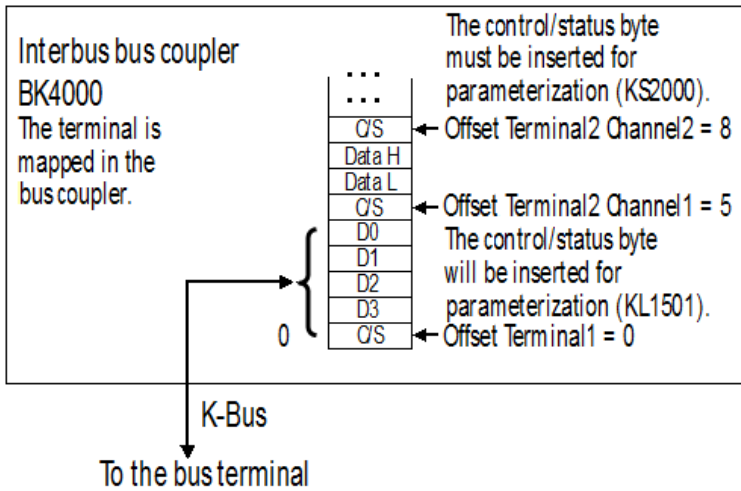 Interbus bus coupler
BK4000
The terminal is
mapped in the
bus coupler.
...
...
C/S
Data H
Data L
C/S
D0
D1
D2
D3
C/S
0
The control/status byte
must be inserted for
parameterization (KS2000).
Offset Terminal2 Channel2 = 8
Offset Terminal2 Channel1 = 5
The control/status byte
will be inserted for
parameterization (KL1501).
Offset Terminal1 = 0
K-Bus
To the bus terminal